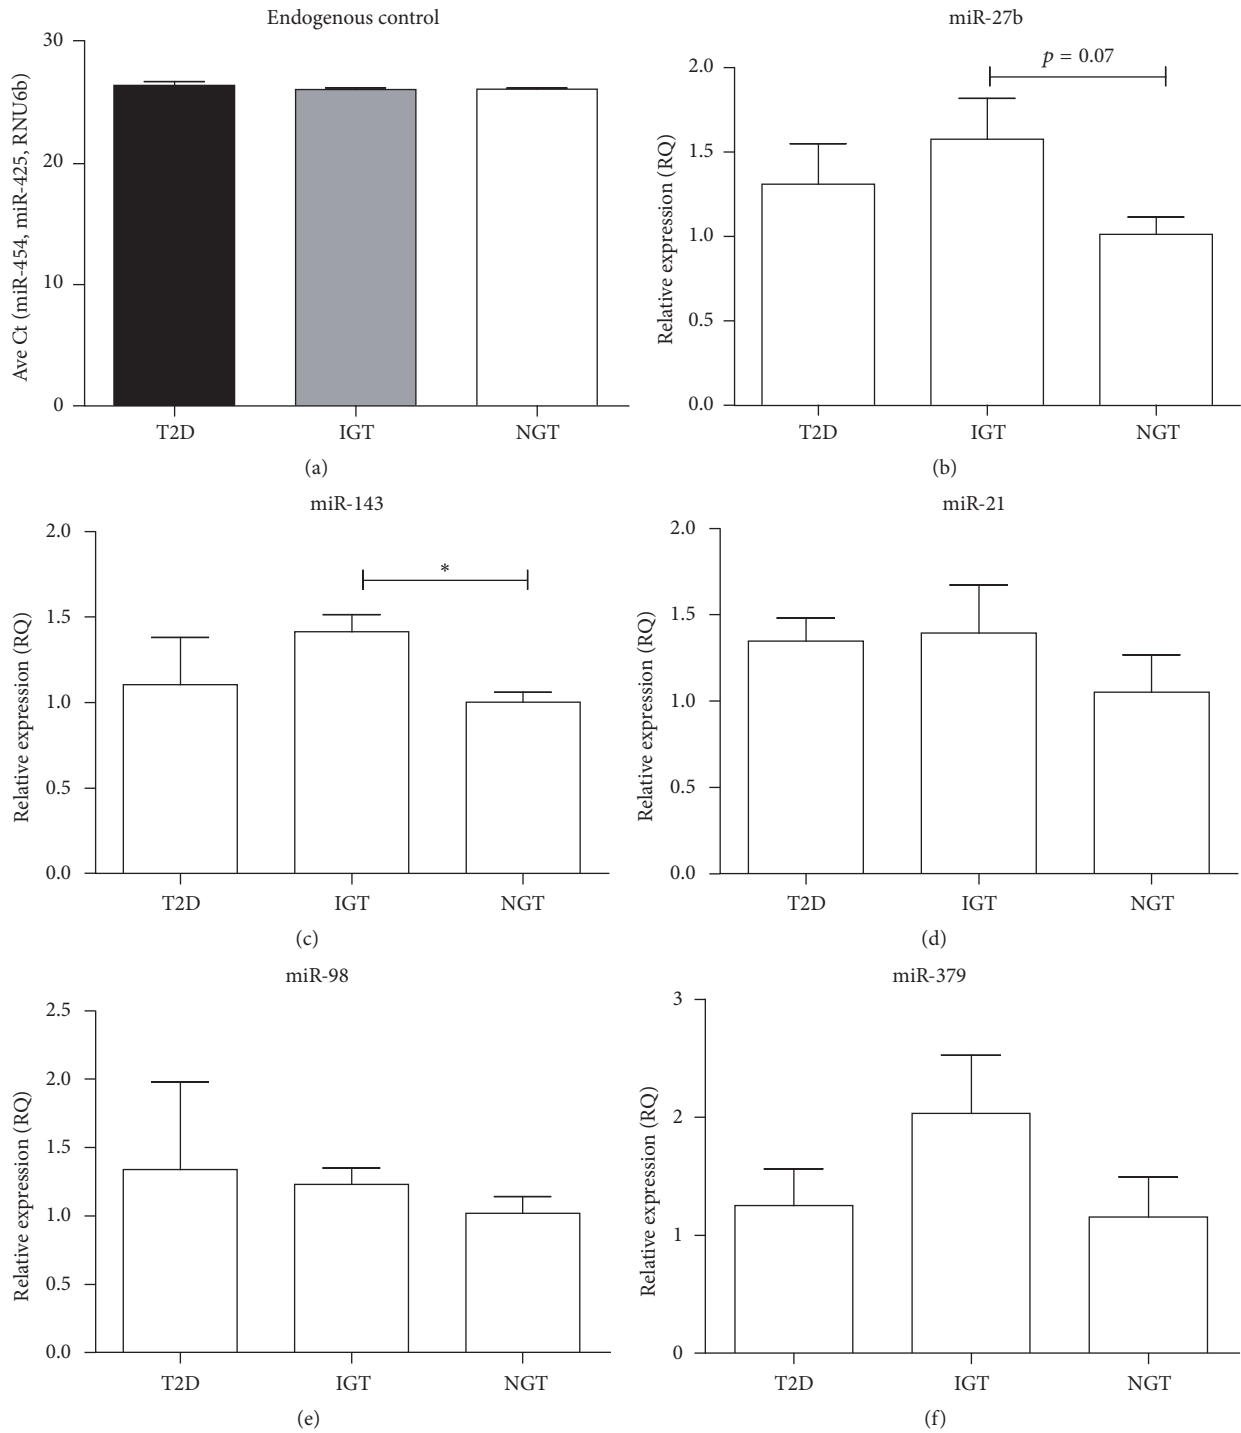 Endogenous control
Ave Ct (miR-454, miR-425, RNU6b)
30
20
10
0
T2D IGT NGT
(a)
miR-27b
Relative expression (RQ)
2.0
1.5
1.0
0.5
0.0
p = 0.07
T2D IGT NGT
(b)
miR-143
Relative expression (RQ)
2.0
1.5
1.0
0.5
0.0
*
T2D IGT NGT
(c)
miR-21
Relative expression (RQ)
2.0
1.5
1.0
0.5
0.0
T2D IGT NGT
(d)
miR-98
Relative expression (RQ)
2.5
2.0
1.5
1.0
0.5
0.0
T2D IGT NGT
(e)
miR-379
Relative expression (RQ)
3
2
1
0
T2D IGT NGT
(f)